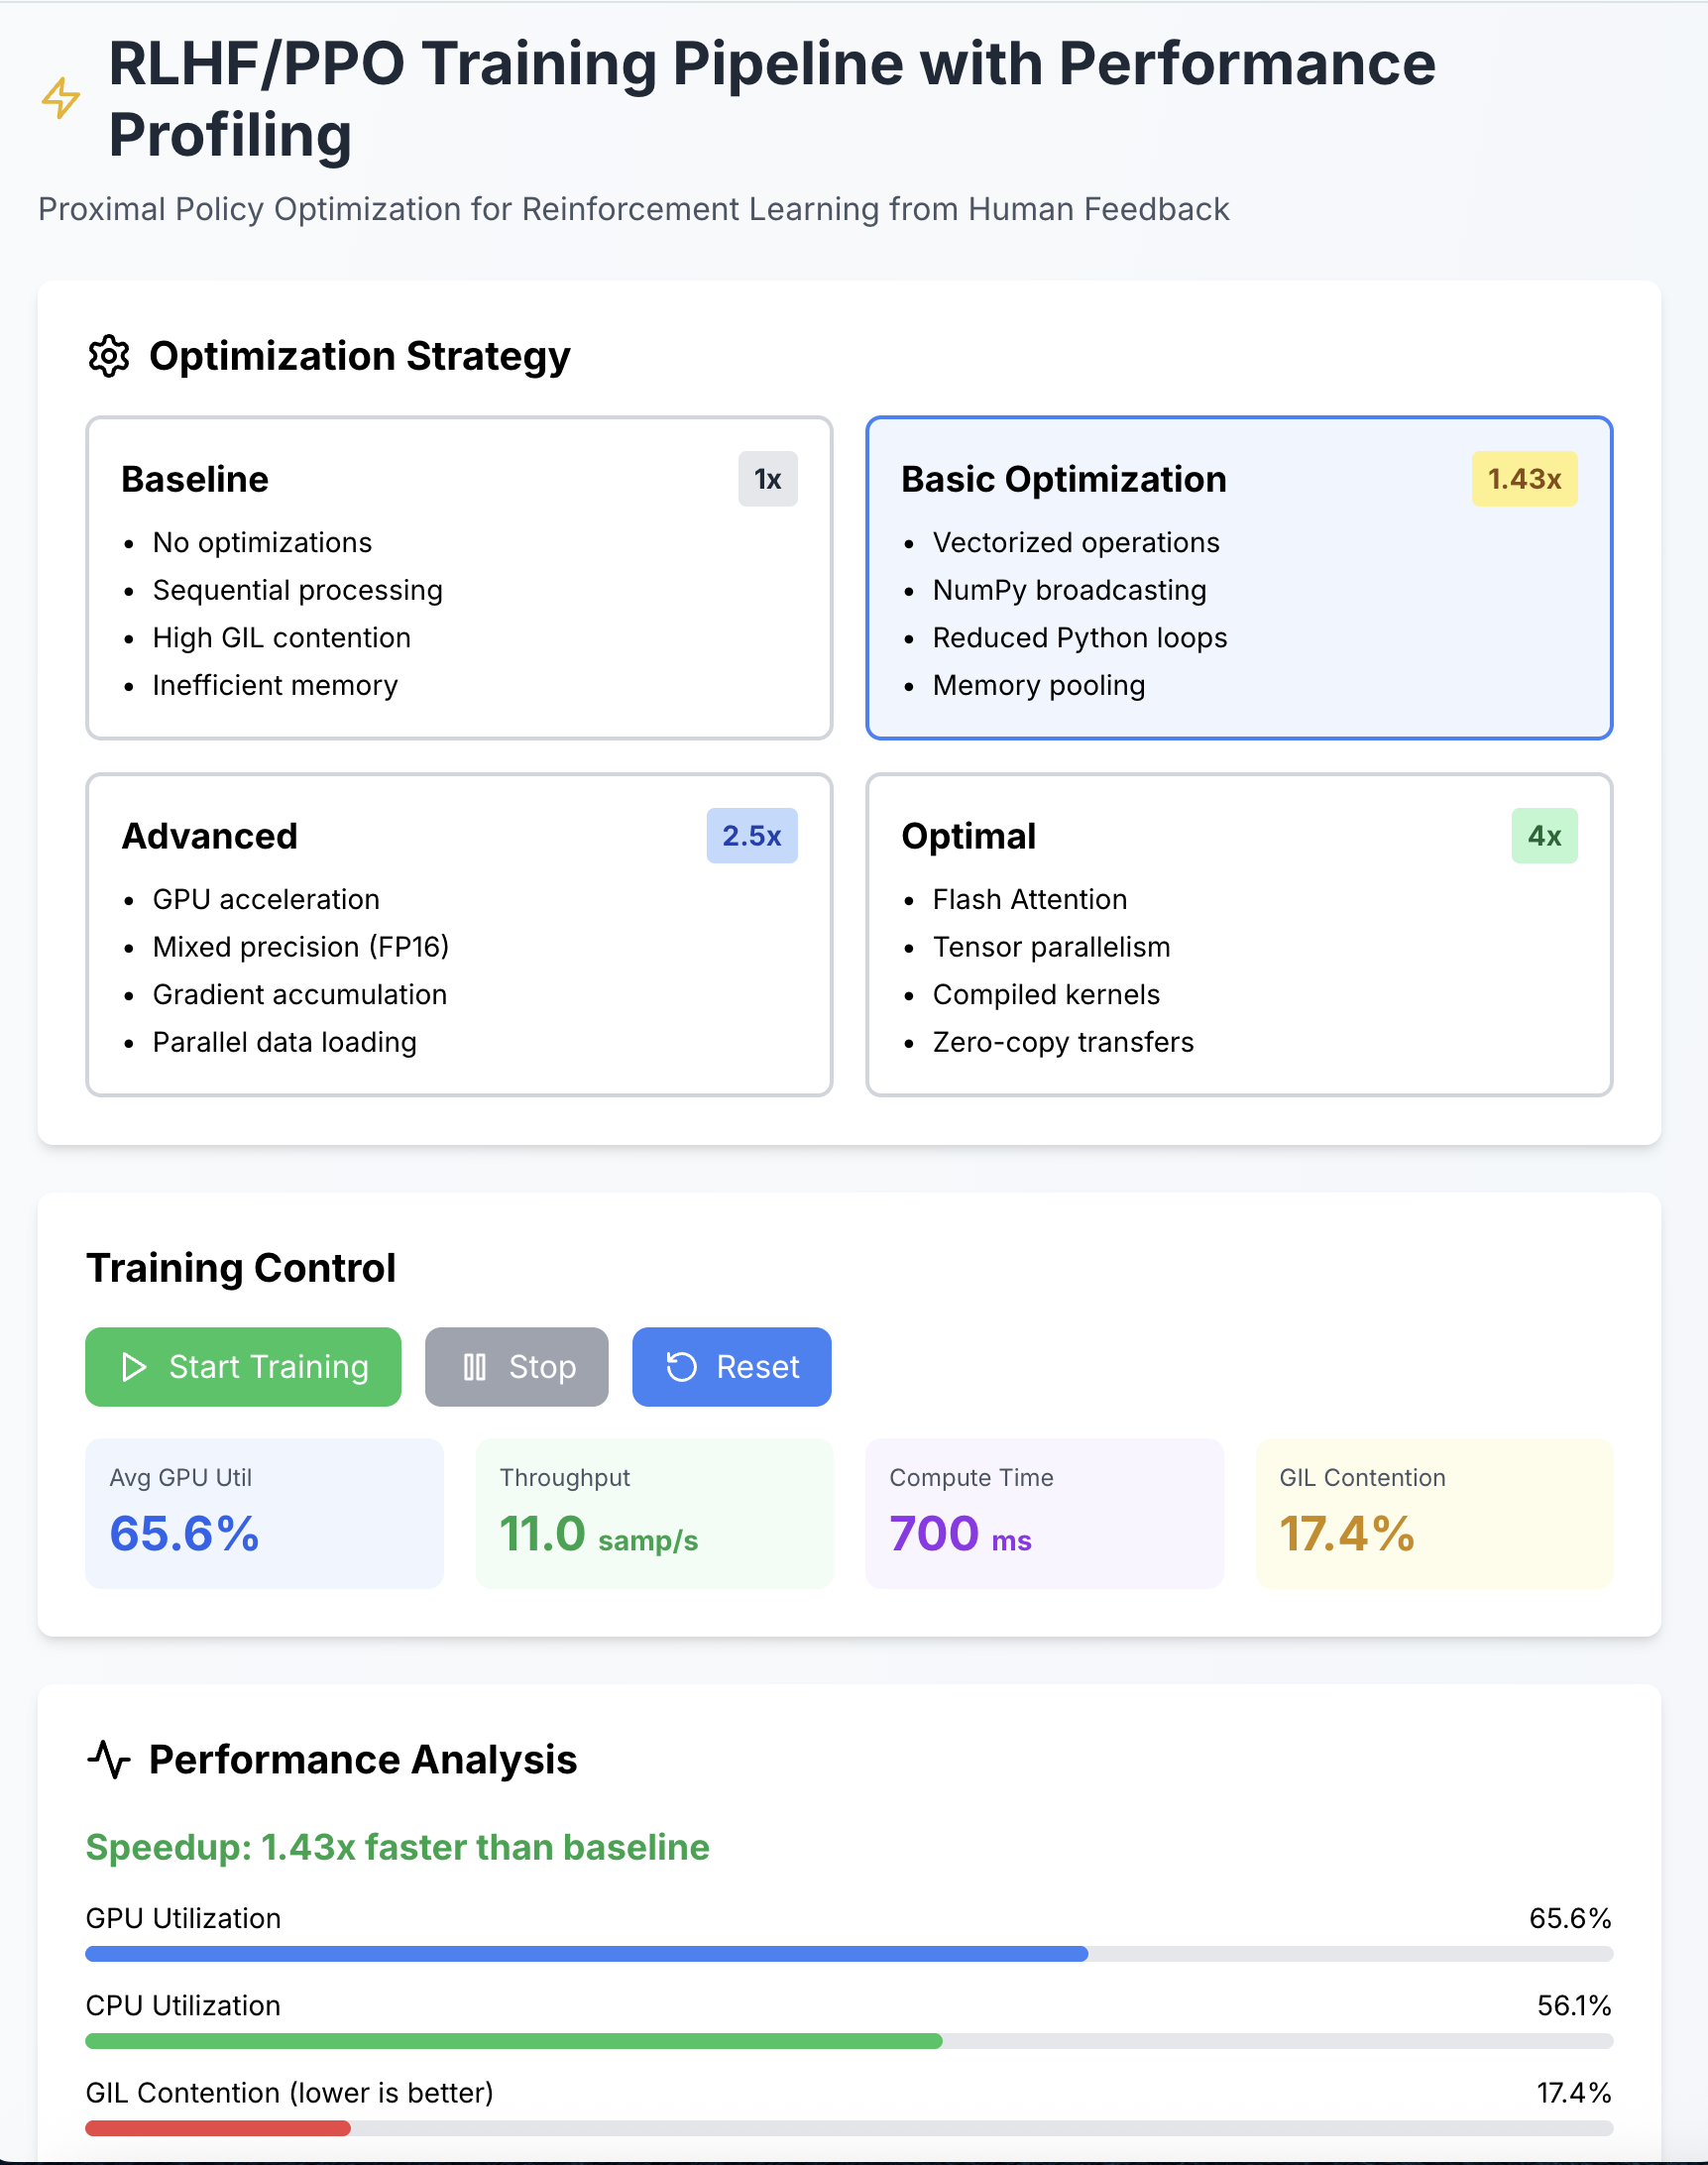 RLHF/PPO Training Pipeline with Performance
Profiling
Proximal Policy Optimization for Reinforcement Learning from Human Feedback
Optimization Strategy
Baseline
1x
• No optimizations
• Sequential processing
• High GIL contention
• Inefficient memory
Basic Optimization
1.43x
• Vectorized operations
• NumPy broadcasting
• Reduced Python loops
• Memory pooling
Advanced
2.5x
• GPU acceleration
• Mixed precision (FP16)
• Gradient accumulation
• Parallel data loading
Optimal
4x
• Flash Attention
• Tensor parallelism
• Compiled kernels
• Zero-copy transfers
Training Control
Start Training
Stop
Reset
Avg GPU Util
65.6%
Throughput
11.0 samp/s
Compute Time
700 ms
GIL Contention
17.4%
Performance Analysis
Speedup: 1.43x faster than baseline
GPU Utilization
65.6%
CPU Utilization
56.1%
GIL Contention (lower is better)
17.4%